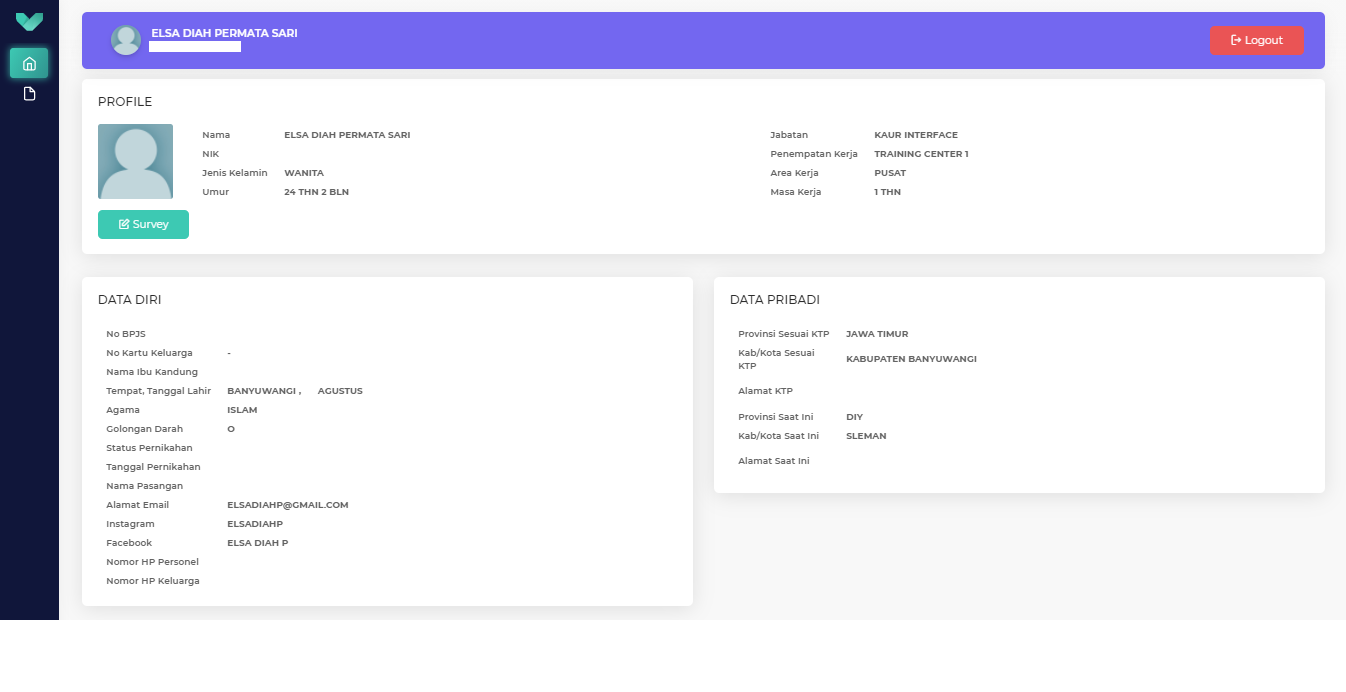 ELSA DIAH PERMATA SARI
Logout
PROFILE
Nama ELSA DIAH PERMATA SARI
NIK
Jenis Kelamin WANITA
Umur 24 THN 2 BLN
Jabatan KAUR INTERFACE
Penempatan Kerja TRAINING CENTER 1
Area Kerja PUSAT
Masa Kerja 1 THN
Survey
DATA DIRI
No BPJS
No Kartu Keluarga -
Nama Ibu Kandung
Tempat, Tanggal Lahir BANYUWANGI , AGUSTUS
Agama ISLAM
Golongan Darah O
Status Pernikahan
Tanggal Pernikahan
Nama Pasangan
Alamat Email ELSADIAHP@GMAIL.COM
Instagram ELSADIAHP
Facebook ELSA DIAH P
Nomor HP Personel
Nomor HP Keluarga
DATA PRIBADI
Provinsi Sesuai KTP JAWA TIMUR
Kab/Kota Sesuai
KTP KABUPATEN BANYUWANGI
Alamat KTP
Provinsi Saat Ini DIY
Kab/Kota Saat Ini SLEMAN
Alamat Saat Ini